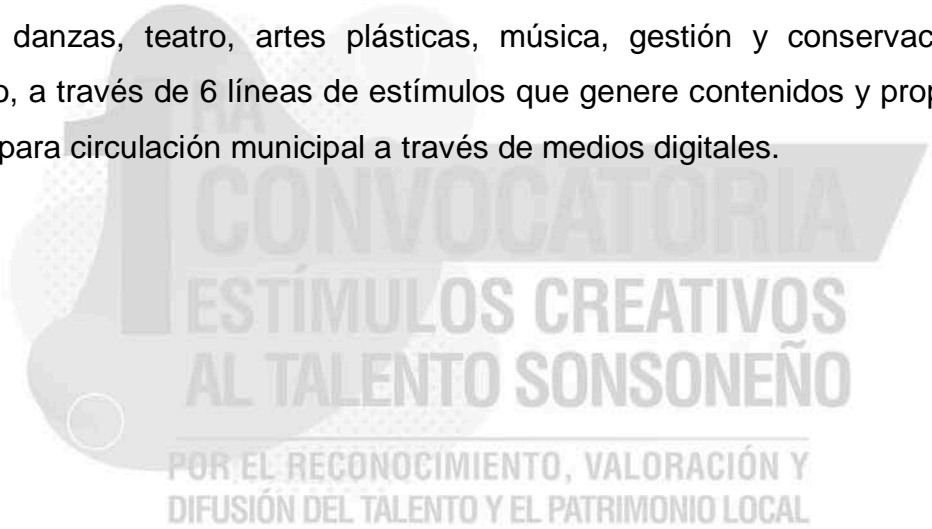 danzas, teatro, artes plásticas, música, gestión y
a través de 6 líneas de estímulos que genere contenidos y
para circulación municipal a través de medios digitales.
1RA
CONVOCATORIA
ESTÍMULOS CREATIVOS
AL TALENTO SONSONEÑO
POR EL RECONOCIMIENTO, VALORACIÓN Y
DIFUSIÓN DEL TALENTO Y EL PATRIMONIO LOCAL